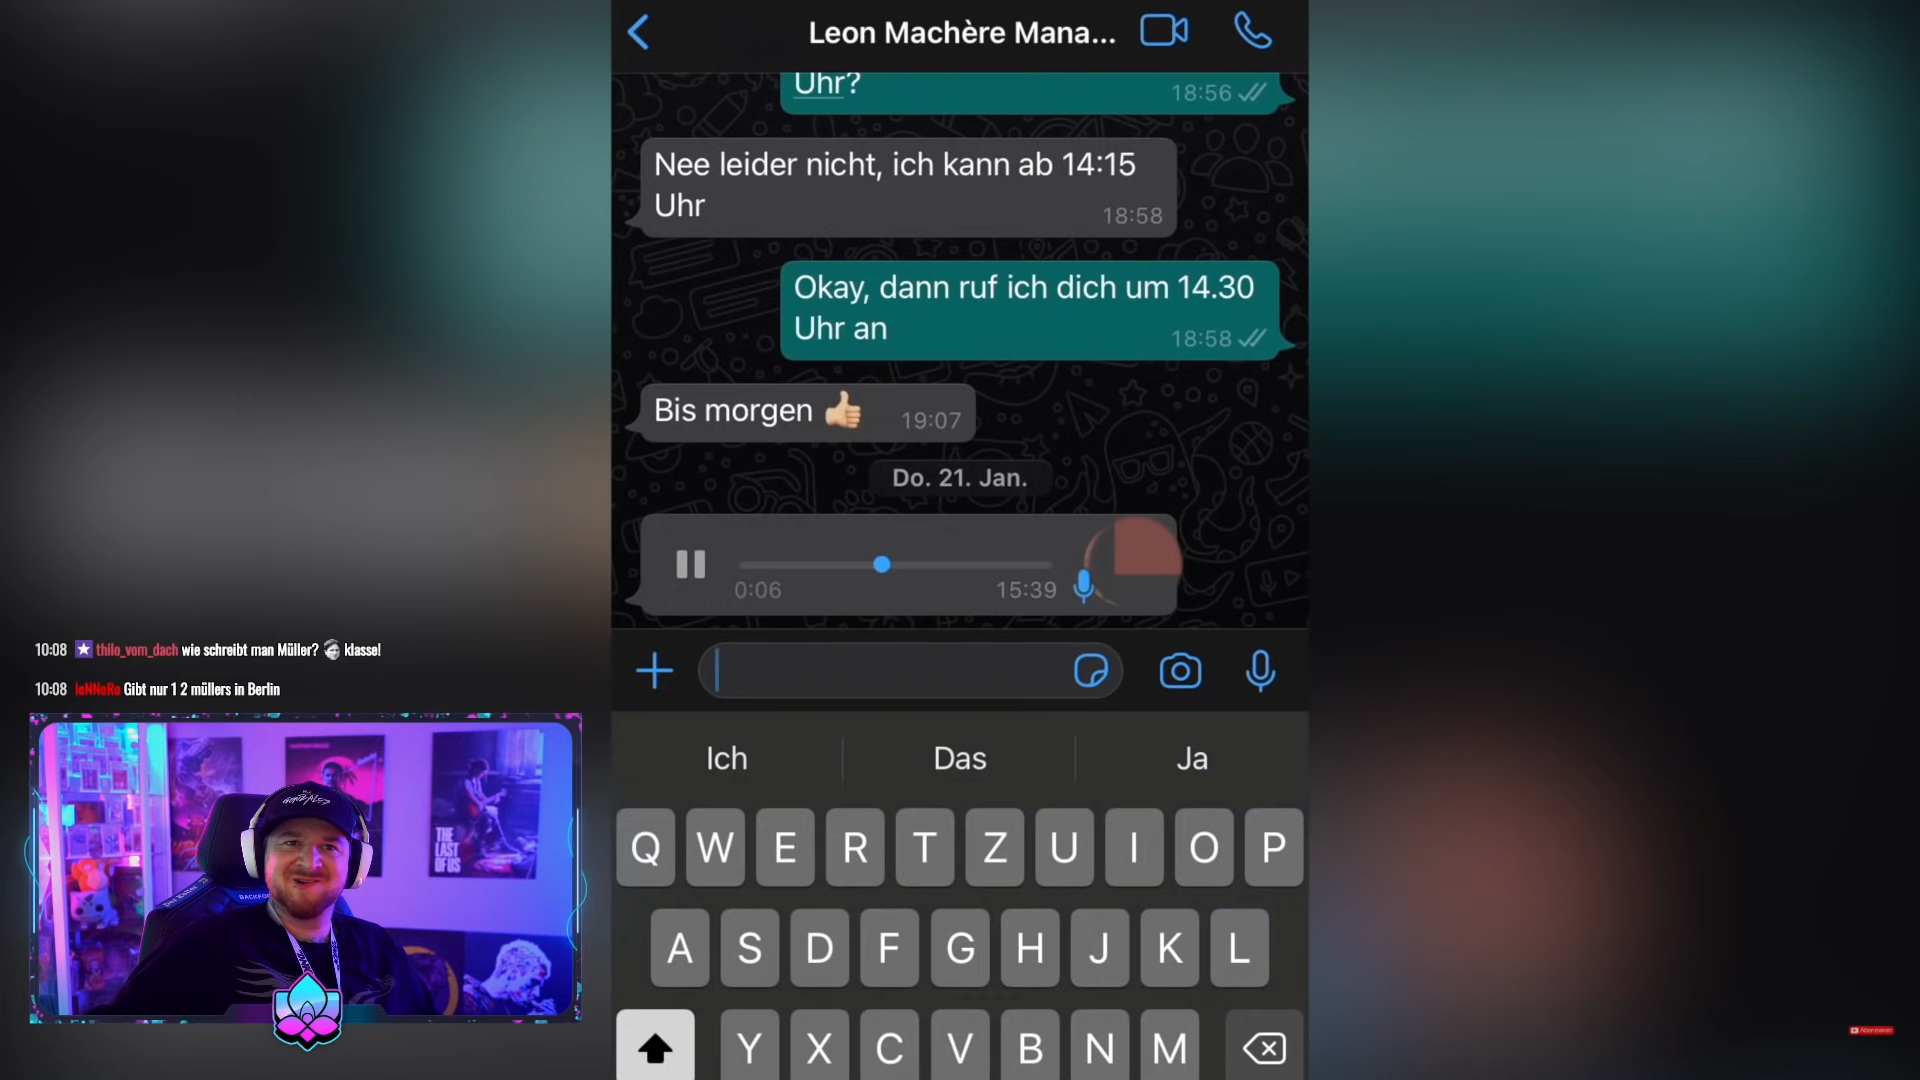 Leon Machère Mana...
Uhr?
18:56
Nee leider nicht, ich kann ab 14:15
Uhr
18:58
Okay, dann ruf ich dich um 14.30
Uhr an
18:58
Bis morgen 👍🏼
19:07
Do. 21. Jan.
0:06
15:39
10:08 thilo_vom_dach wie schreibt man Müller? klasse!
10:08 leNNeRo Gibt nur 1 2 müllers in Berlin
GONZALEZ
THE
LAST
OF US
Ich
Das
Ja
Q W E R T Z U I O P
A S D F G H J K L
Y X C V B N M
Abonnieren